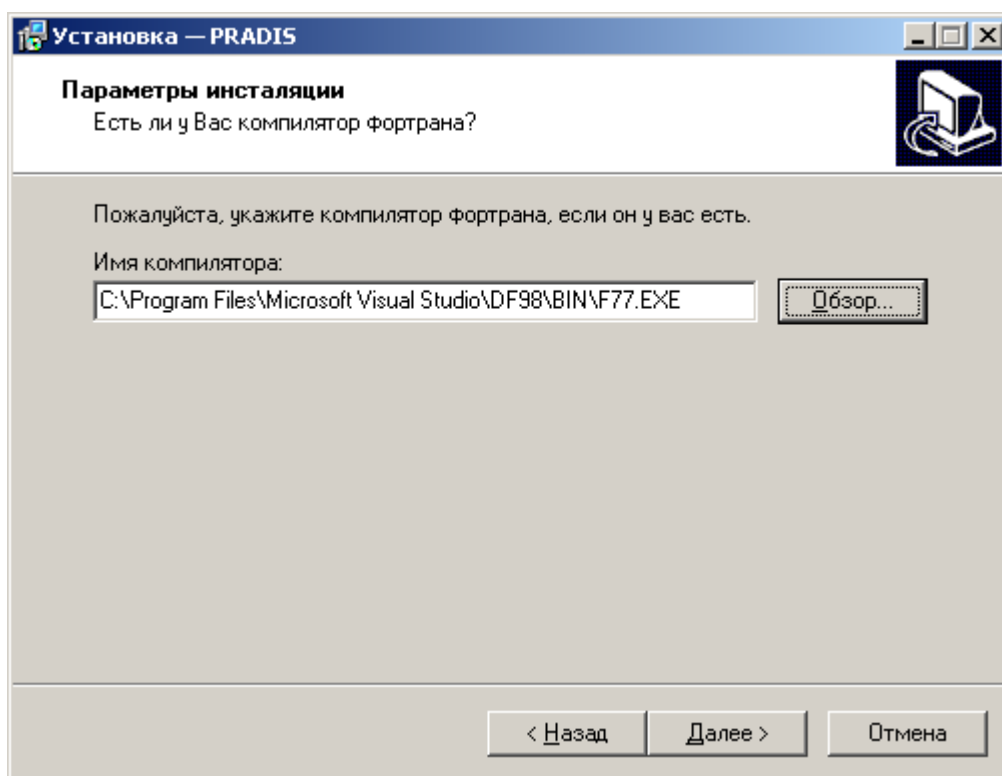 Установка — PRADIS
Параметры инсталяции
Есть ли у Вас компилятор фортрана?
Пожалуйста, укажите компилятор фортрана, если он у вас есть.
Имя компилятора:
C:\Program Files\Microsoft Visual Studio\DF98\BIN\F77.EXE
Обзор...
< Назад
Далее >
Отмена